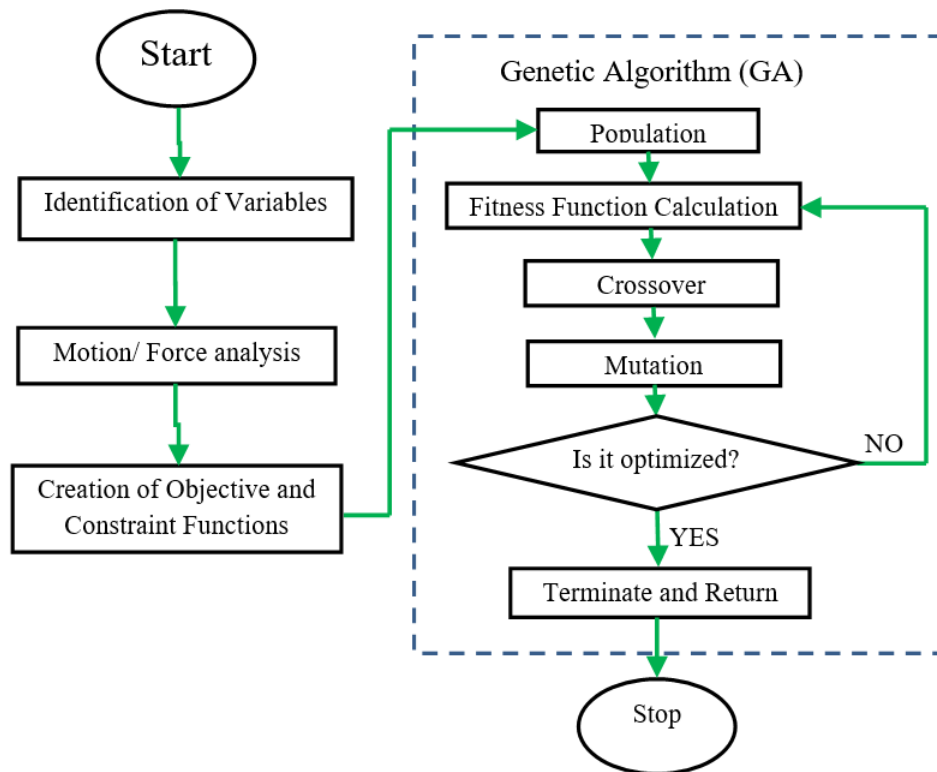 Start
Identification of Variables
Motion/ Force analysis
Creation of Objective and
Constraint Functions
Genetic Algorithm (GA)
Population
Fitness Function Calculation
Crossover
Mutation
Is it optimized?
NO
YES
Terminate and Return
Stop